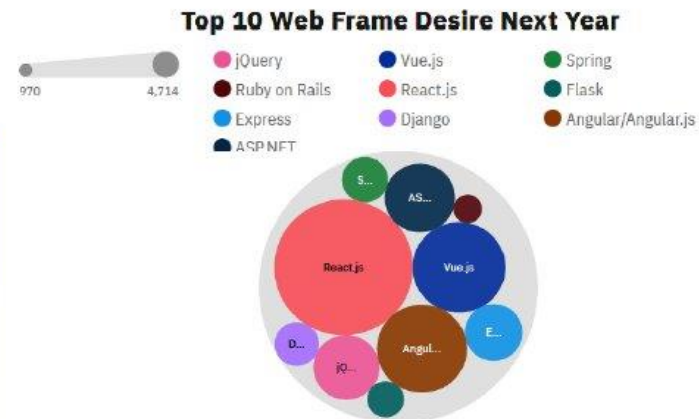 Top 10 Web Frame Desire Next Year
970 4,714
jQuery Vue.js Spring
Ruby on Rails React.js Flask
Express Django Angular/Angular.js
ASP.NET
S...
AS...
React.js Vue.js
E...
D... Angul...
jQ...